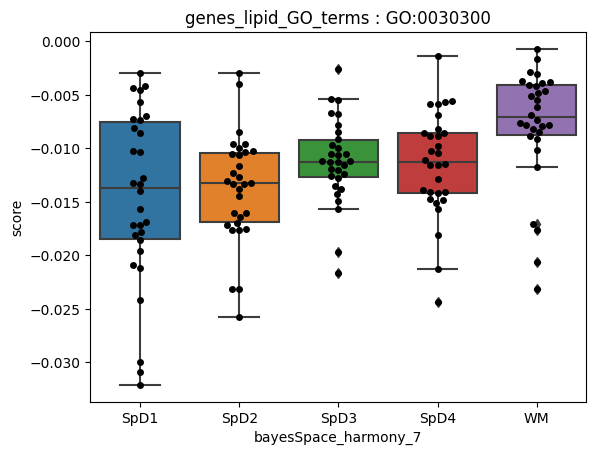 genes_lipid_GO_terms : GO:0030300
0.000
−0.005
−0.010
−0.015
−0.020
−0.025
−0.030
score
SpD1 SpD2 SpD3 SpD4 WM
bayesSpace_harmony_7